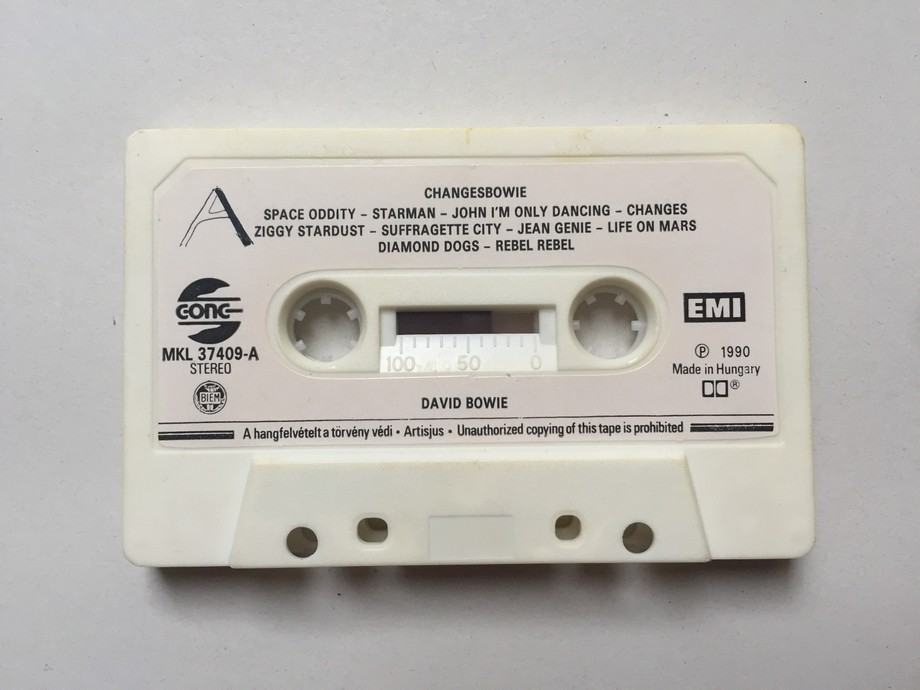 A
CHANGESBOWIE
SPACE ODDITY – STARMAN – JOHN I'M ONLY DANCING – CHANGES
ZIGGY STARDUST – SUFFRAGETTE CITY – JEAN GENIE – LIFE ON MARS
DIAMOND DOGS – REBEL REBEL
GONG
EMI
MKL 37409-A
STEREO
BIEM
100 50 0
℗ 1990
Made in Hungary
®
DAVID BOWIE
A hangfelvételt a törvény védi • Artisjus • Unauthorized copying of this tape is prohibited